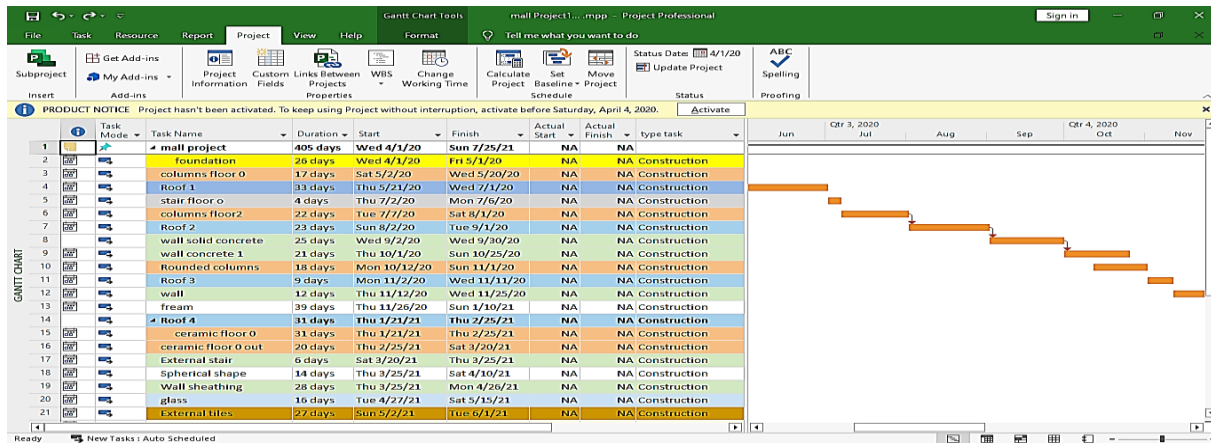 Gantt Chart Tools mall Project1... .mpp - Project Professional Sign in
File Task Resource Report Project View Help Format Tell me what you want to do
Subproject
Get Add-ins
My Add-ins
Project Information
Custom Fields
Links Between Projects
WBS
Change Working Time
Calculate Project
Set Baseline
Move Project
Status Date: 4/1/20
Update Project
ABC
Spelling
Insert Add-ins Properties Schedule Status Proofing
PRODUCT NOTICE Project hasn't been activated. To keep using Project without interruption, activate before Saturday, April 4, 2020. Activate
Task Mode Task Name Duration Start Finish Actual Start Actual Finish type task
Qtr 3, 2020 Qtr 4, 2020
Jun Jul Aug Sep Oct Nov
1 mall project 405 days Wed 4/1/20 Sun 7/25/21 NA NA
2 foundation 26 days Wed 4/1/20 Fri 5/1/20 NA NA Construction
3 columns floor 0 17 days Sat 5/2/20 Wed 5/20/20 NA NA Construction
4 Roof 1 33 days Thu 5/21/20 Wed 7/1/20 NA NA Construction
5 stair floor o 4 days Thu 7/2/20 Mon 7/6/20 NA NA Construction
6 columns floor2 22 days Tue 7/7/20 Sat 8/1/20 NA NA Construction
7 Roof 2 23 days Sun 8/2/20 Tue 9/1/20 NA NA Construction
8 wall solid concrete 25 days Wed 9/2/20 Wed 9/30/20 NA NA Construction
9 wall concrete 1 21 days Thu 10/1/20 Sun 10/25/20 NA NA Construction
10 Rounded columns 18 days Mon 10/12/20 Sun 11/1/20 NA NA Construction
11 Roof 3 9 days Mon 11/2/20 Wed 11/11/20 NA NA Construction
12 wall 12 days Thu 11/12/20 Wed 11/25/20 NA NA Construction
13 fream 39 days Thu 11/26/20 Sun 1/10/21 NA NA Construction
14 Roof 4 31 days Thu 1/21/21 Thu 2/25/21 NA NA Construction
15 ceramic floor 0 31 days Thu 1/21/21 Thu 2/25/21 NA NA Construction
16 ceramic floor 0 out 20 days Thu 2/25/21 Sat 3/20/21 NA NA Construction
17 External stair 6 days Sat 3/20/21 Thu 3/25/21 NA NA Construction
18 Spherical shape 14 days Thu 3/25/21 Sat 4/10/21 NA NA Construction
19 Wall sheathing 28 days Thu 3/25/21 Mon 4/26/21 NA NA Construction
20 glass 16 days Tue 4/27/21 Sat 5/15/21 NA NA Construction
21 External tiles 27 days Sun 5/2/21 Tue 6/1/21 NA NA Construction
GANTT CHART
Ready New Tasks : Auto Scheduled